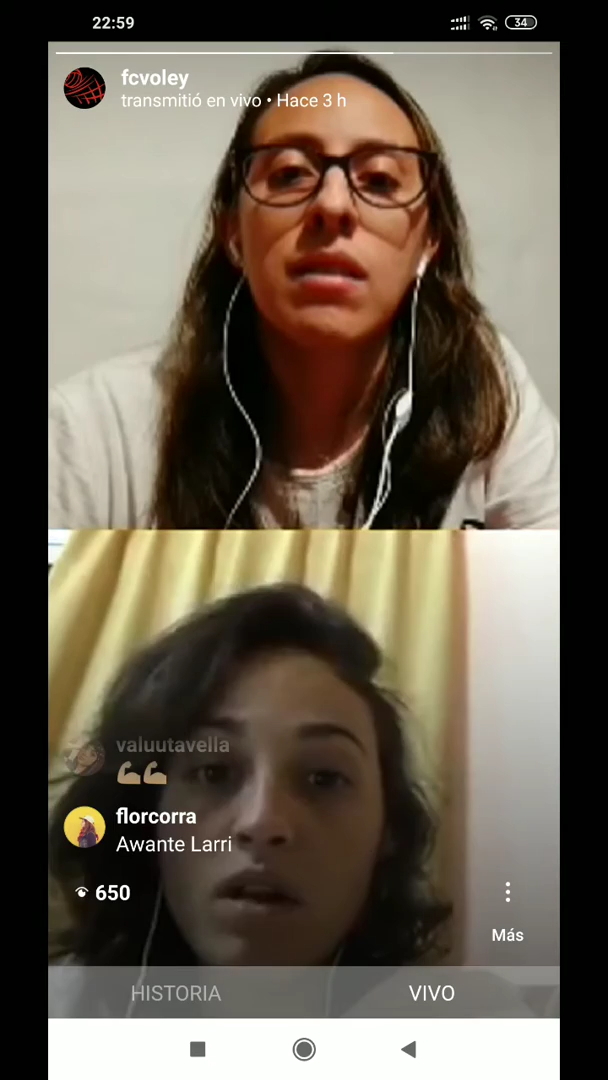 22:59
34
fcvoley
transmitió en vivo • Hace 3 h
valuutavella
💪💪
florcorra
Awante Larri
650
Más
HISTORIA
VIVO